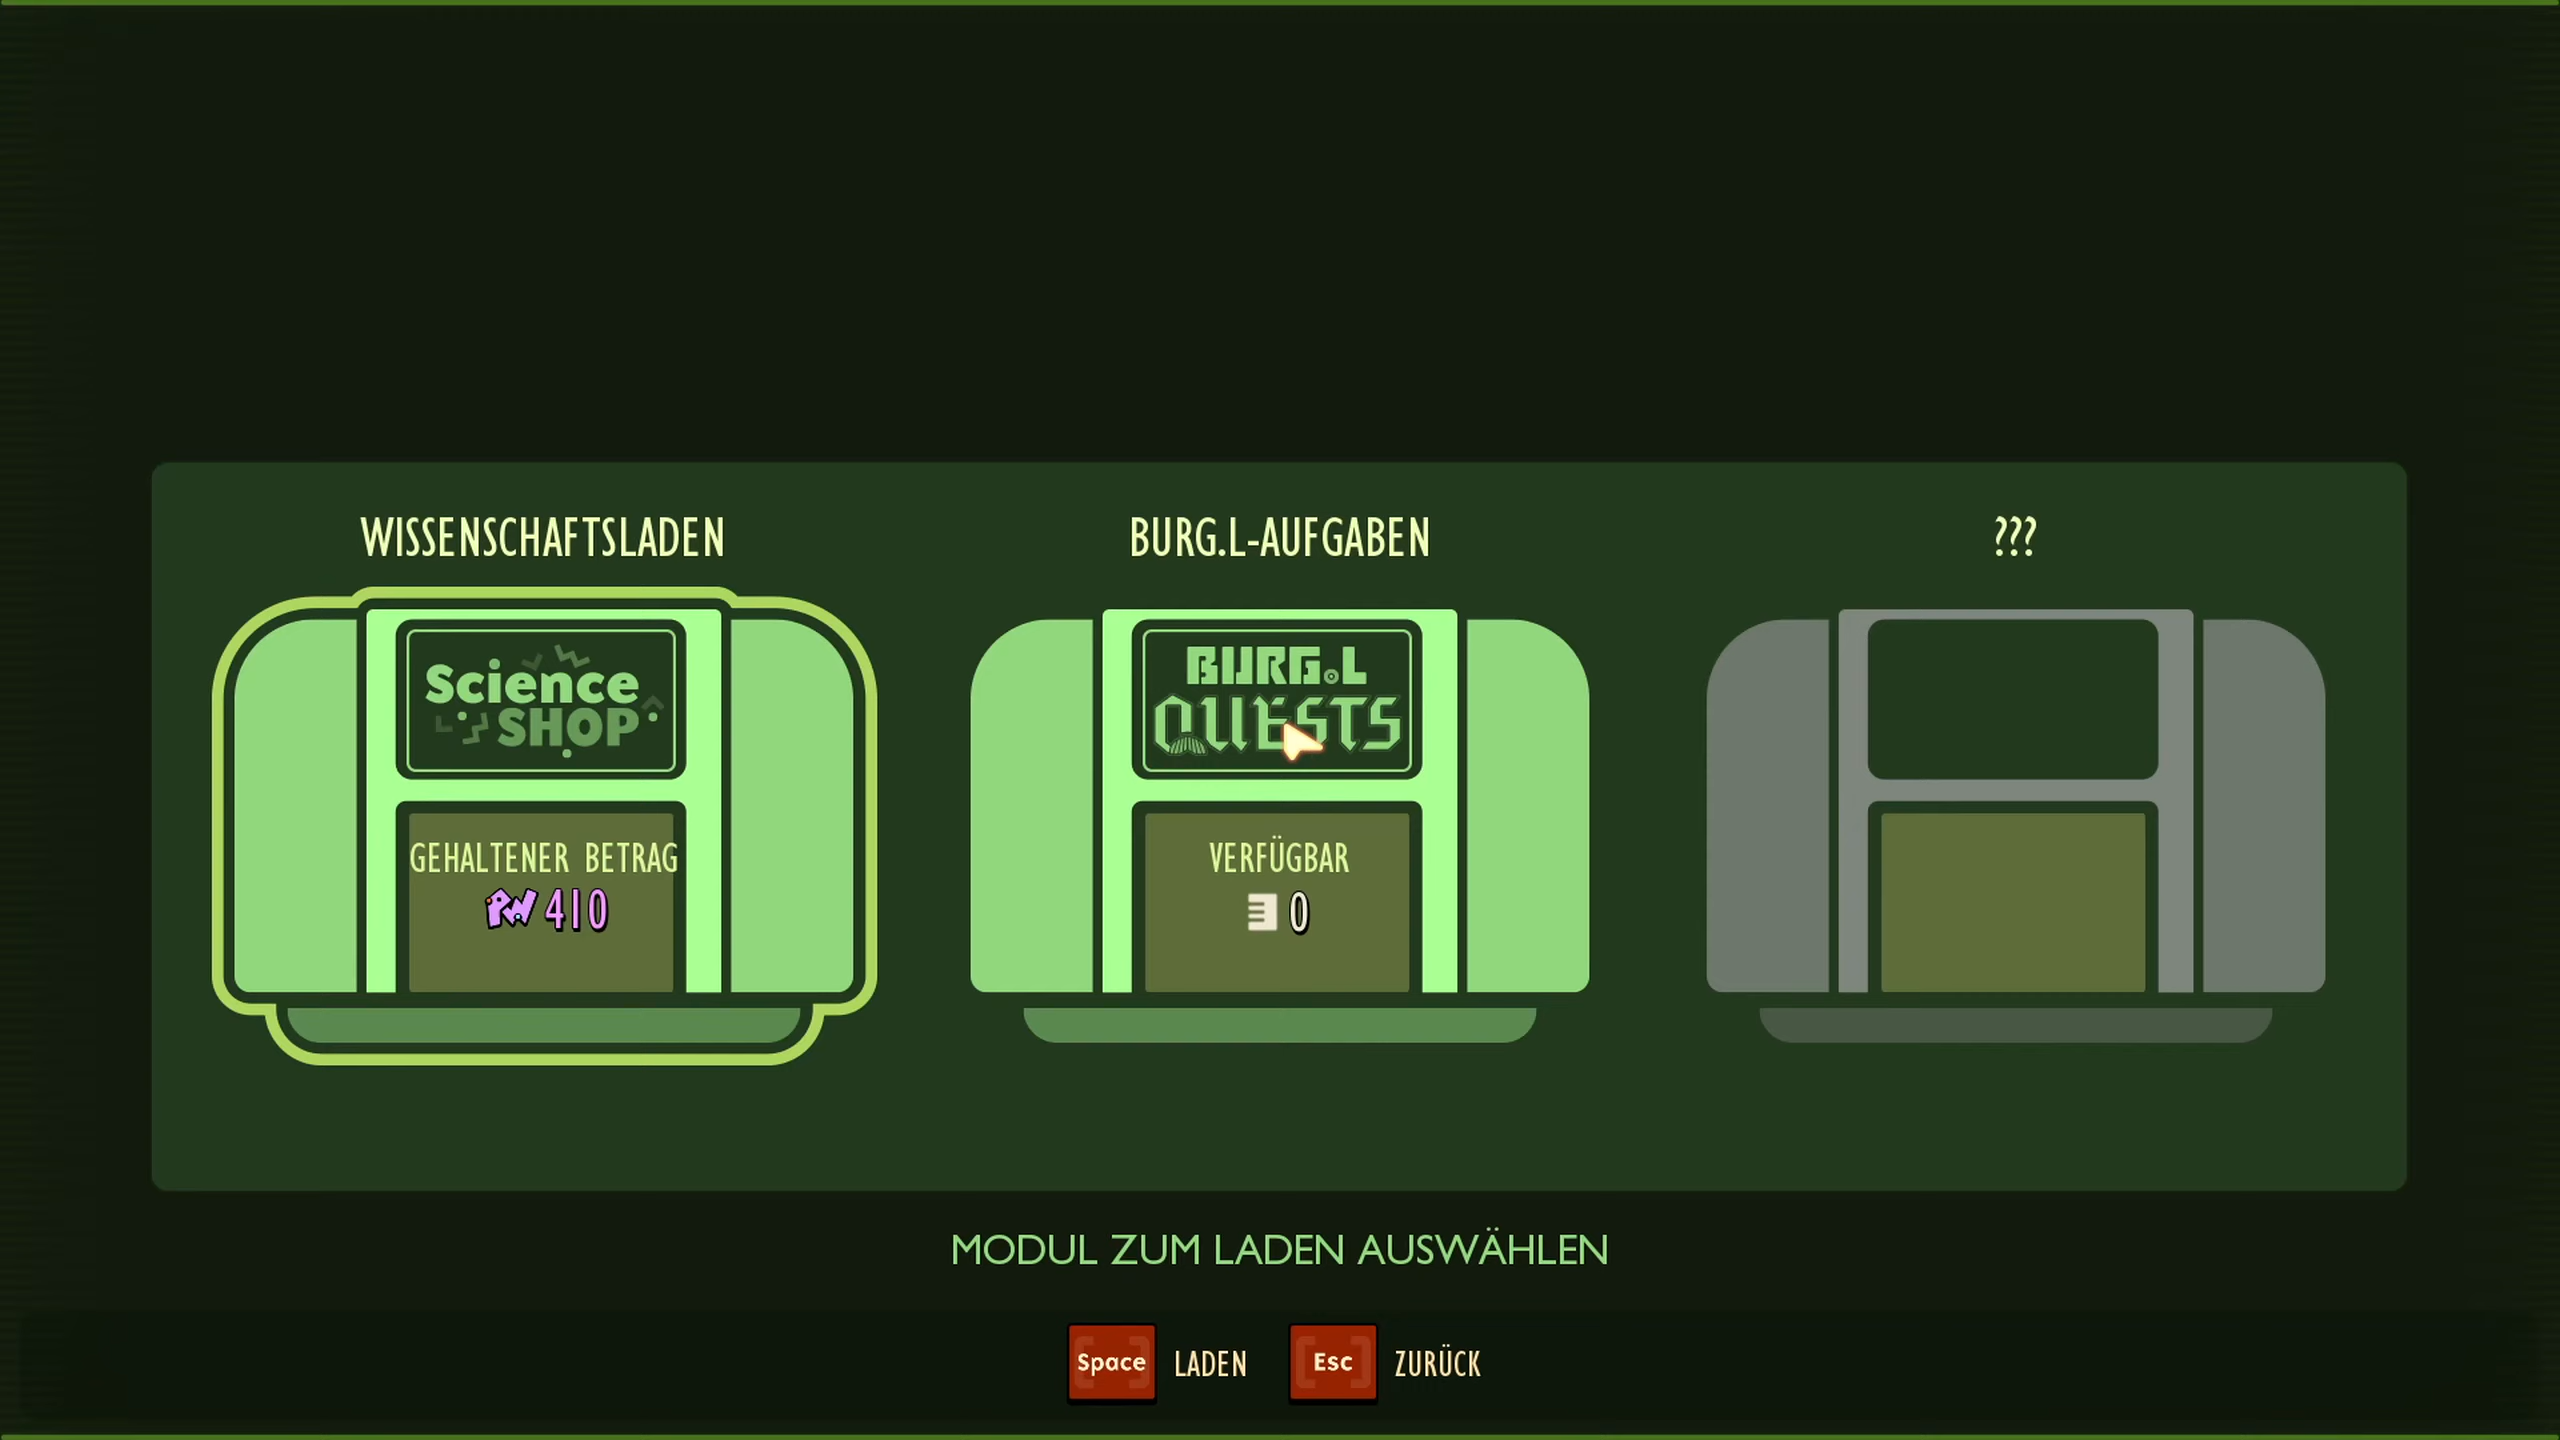 WISSENSCHAFTSLADEN
Science
SHOP
GEHALTENER BETRAG
410
BURG.L-AUFGABEN
BURG.L
QUESTS
VERFÜGBAR
0
???
MODUL ZUM LADEN AUSWÄHLEN
Space LADEN Esc ZURÜCK